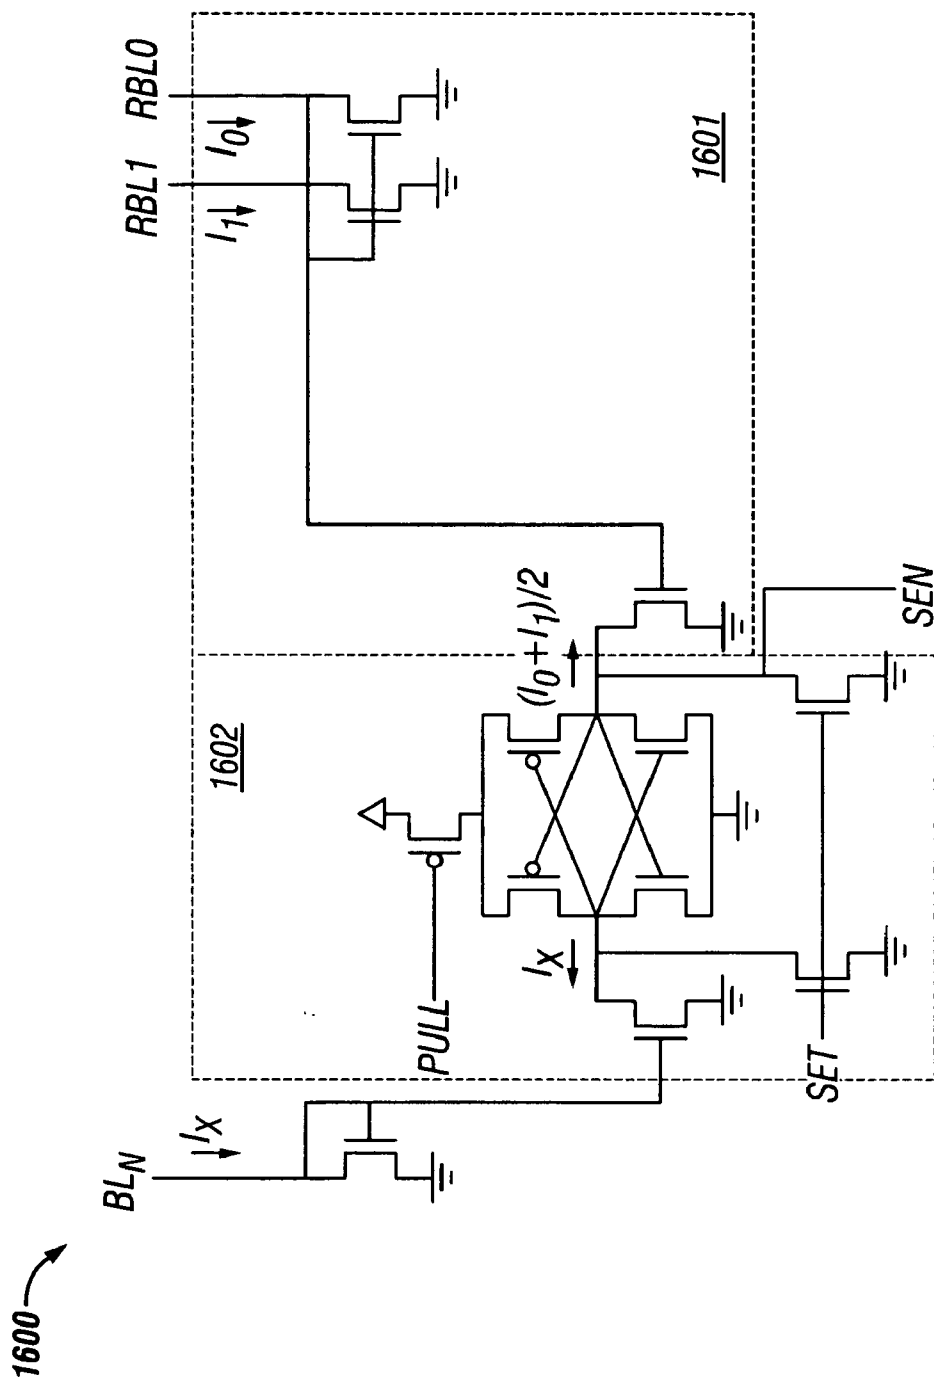 1600
BLN
IX
PULL
IX
SET
1602
(I0+I1)/2
SEN
RBL1
RBL0
I1
I0
1601